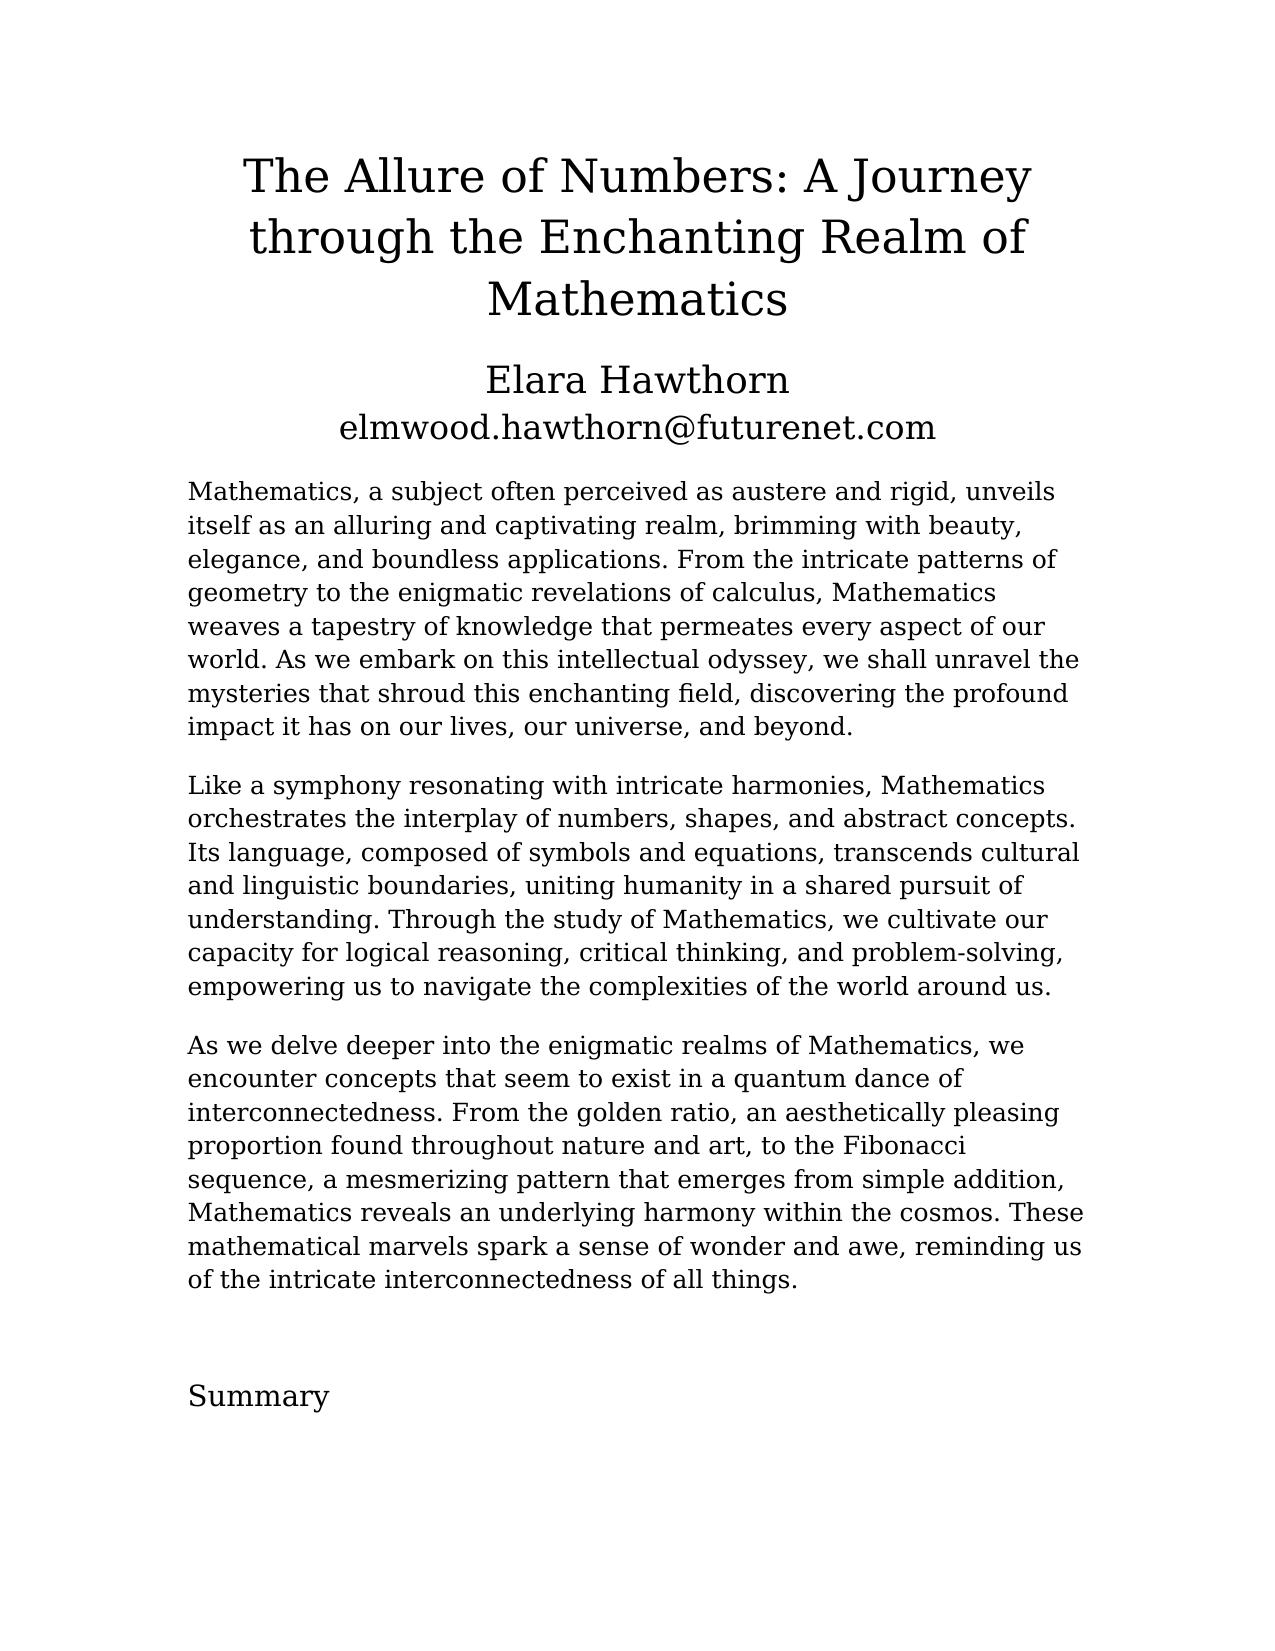 The Allure of Numbers: A Journey
through the Enchanting Realm of
Mathematics
Elara Hawthorn
elmwood.hawthorn@futurenet.com
Mathematics, a subject often perceived as austere and rigid, unveils
itself as an alluring and captivating realm, brimming with beauty,
elegance, and boundless applications. From the intricate patterns of
geometry to the enigmatic revelations of calculus, Mathematics
weaves a tapestry of knowledge that permeates every aspect of our
world. As we embark on this intellectual odyssey, we shall unravel the
mysteries that shroud this enchanting field, discovering the profound
impact it has on our lives, our universe, and beyond.
Like a symphony resonating with intricate harmonies, Mathematics
orchestrates the interplay of numbers, shapes, and abstract concepts.
Its language, composed of symbols and equations, transcends cultural
and linguistic boundaries, uniting humanity in a shared pursuit of
understanding. Through the study of Mathematics, we cultivate our
capacity for logical reasoning, critical thinking, and problem-solving,
empowering us to navigate the complexities of the world around us.
As we delve deeper into the enigmatic realms of Mathematics, we
encounter concepts that seem to exist in a quantum dance of
interconnectedness. From the golden ratio, an aesthetically pleasing
proportion found throughout nature and art, to the Fibonacci
sequence, a mesmerizing pattern that emerges from simple addition,
Mathematics reveals an underlying harmony within the cosmos. These
mathematical marvels spark a sense of wonder and awe, reminding us
of the intricate interconnectedness of all things.
Summary